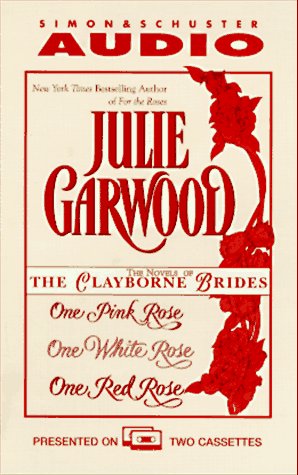 SIMON & SCHUSTER
AUDIO
New York Times Bestselling Author
of For the Roses
JULIE
GARWOOD
THE NOVELS OF
THE CLAYBORNE BRIDES
One Pink Rose
One White Rose
One Red Rose
PRESENTED ON TWO CASSETTES